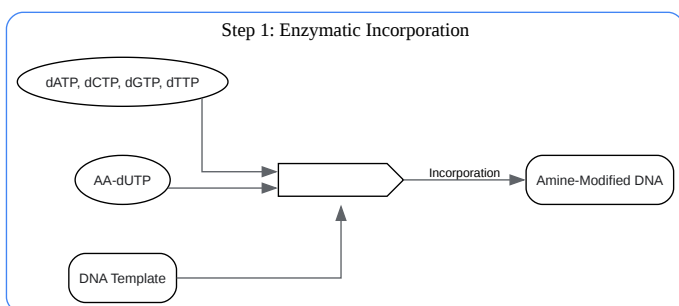 Step 1: Enzymatic Incorporation
dATP, dCTP, dGTP, dTTP
AA-dUTP
Incorporation
Amine-Modified DNA
DNA Template